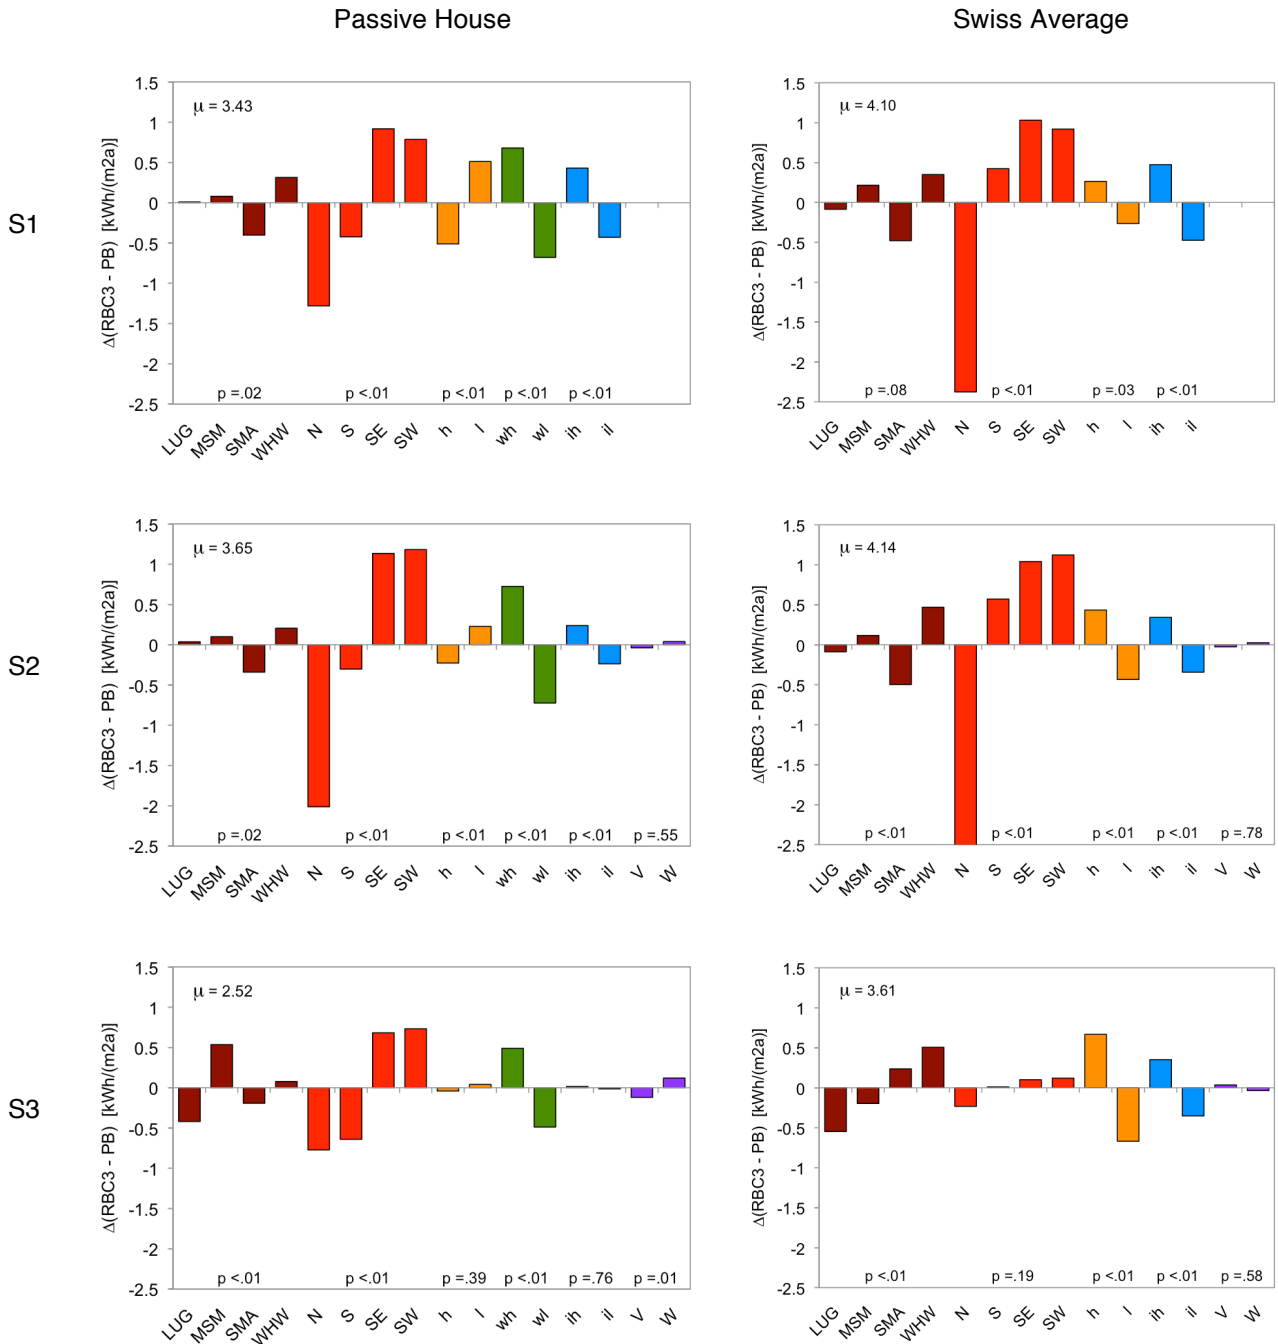 Passive House
Swiss Average
S1
Δ(RBC3 - PB) [kWh/(m2a)]
1.5
1
0.5
0
-0.5
-1
-1.5
-2
-2.5
μ = 3.43
p =.02
p <.01
p <.01
p <.01
p <.01
LUG
MSM
SMA
WHW
N
S
SE
SW
h
l
wh
wl
ih
il
Δ(RBC3 - PB) [kWh/(m2a)]
1.5
1
0.5
0
-0.5
-1
-1.5
-2
-2.5
μ = 4.10
p =.08
p <.01
p =.03
p <.01
LUG
MSM
SMA
WHW
N
S
SE
SW
h
l
ih
il
S2
Δ(RBC3 - PB) [kWh/(m2a)]
1.5
1
0.5
0
-0.5
-1
-1.5
-2
-2.5
μ = 3.65
p =.02
p <.01
p <.01
p <.01
p <.01
p =.55
LUG
MSM
SMA
WHW
N
S
SE
SW
h
l
wh
wl
ih
il
V
W
Δ(RBC3 - PB) [kWh/(m2a)]
1.5
1
0.5
0
-0.5
-1
-1.5
-2
-2.5
μ = 4.14
p <.01
p <.01
p <.01
p <.01
p =.78
LUG
MSM
SMA
WHW
N
S
SE
SW
h
l
ih
il
V
W
S3
Δ(RBC3 - PB) [kWh/(m2a)]
1.5
1
0.5
0
-0.5
-1
-1.5
-2
-2.5
μ = 2.52
p <.01
p <.01
p =.39
p <.01
p =.76
p =.01
LUG
MSM
SMA
WHW
N
S
SE
SW
h
l
wh
wl
ih
il
V
W
Δ(RBC3 - PB) [kWh/(m2a)]
1.5
1
0.5
0
-0.5
-1
-1.5
-2
-2.5
μ = 3.61
p <.01
p =.19
p <.01
p <.01
p =.58
LUG
MSM
SMA
WHW
N
S
SE
SW
h
l
ih
il
V
W